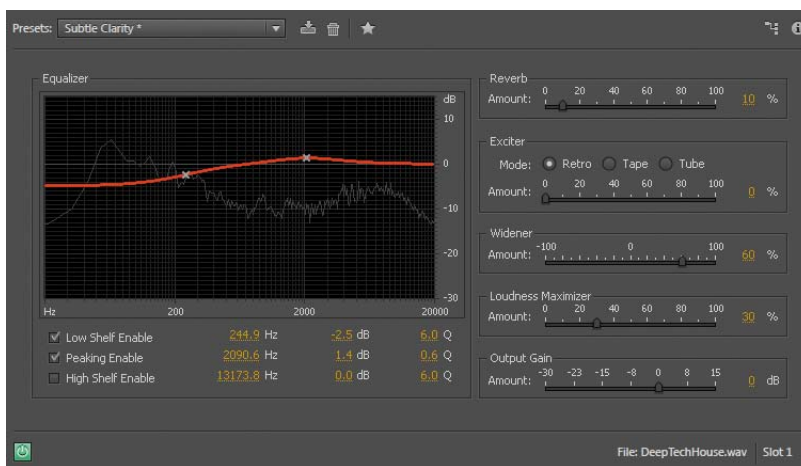 Presets: Subtle Clarity *
Equalizer
dB
10
0
-10
-20
-30
Hz 200 2000 20000
Low Shelf Enable 244.9 Hz -2.5 dB 6.0 Q
Peaking Enable 2090.6 Hz 1.4 dB 0.6 Q
High Shelf Enable 13173.8 Hz 0.0 dB 6.0 Q
Reverb
0 20 40 60 80 100
Amount: 10 %
Exciter
Mode: Retro Tape Tube
0 20 40 60 80 100
Amount: 0 %
Widener
-100 0 100
Amount: 60 %
Loudness Maximizer
0 20 40 60 80 100
Amount: 30 %
Output Gain
-30 -23 -15 -8 0 8 15
Amount: 0 dB
File: DeepTechHouse.wav Slot 1